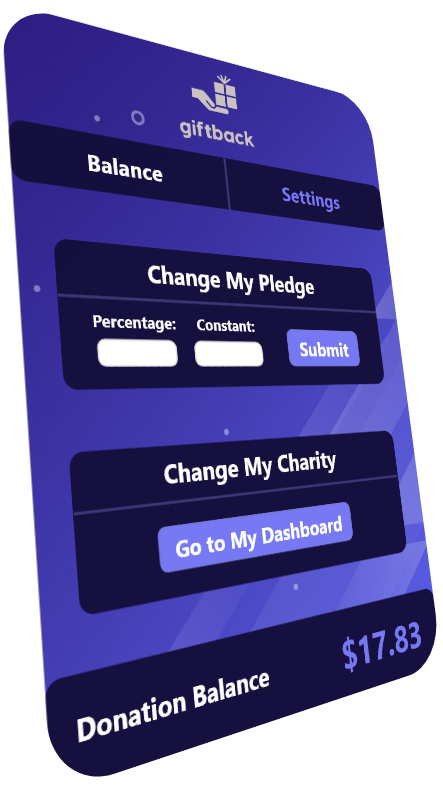 giftback
Balance
Settings
Change My Pledge
Percentage: Constant:
Submit
Change My Charity
Go to My Dashboard
Donation Balance $17.83